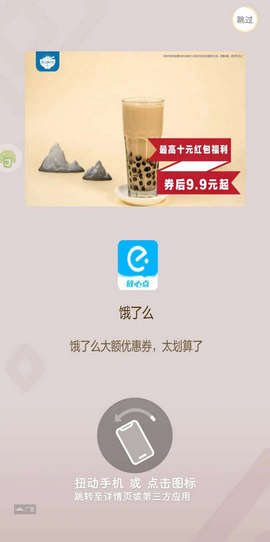 跳过
最高十元红包福利
券后9.9元起
放心点
饿了么
饿了么大额优惠券，太划算了
扭动手机 或 点击图标
跳转至详情页或第三方应用
广告